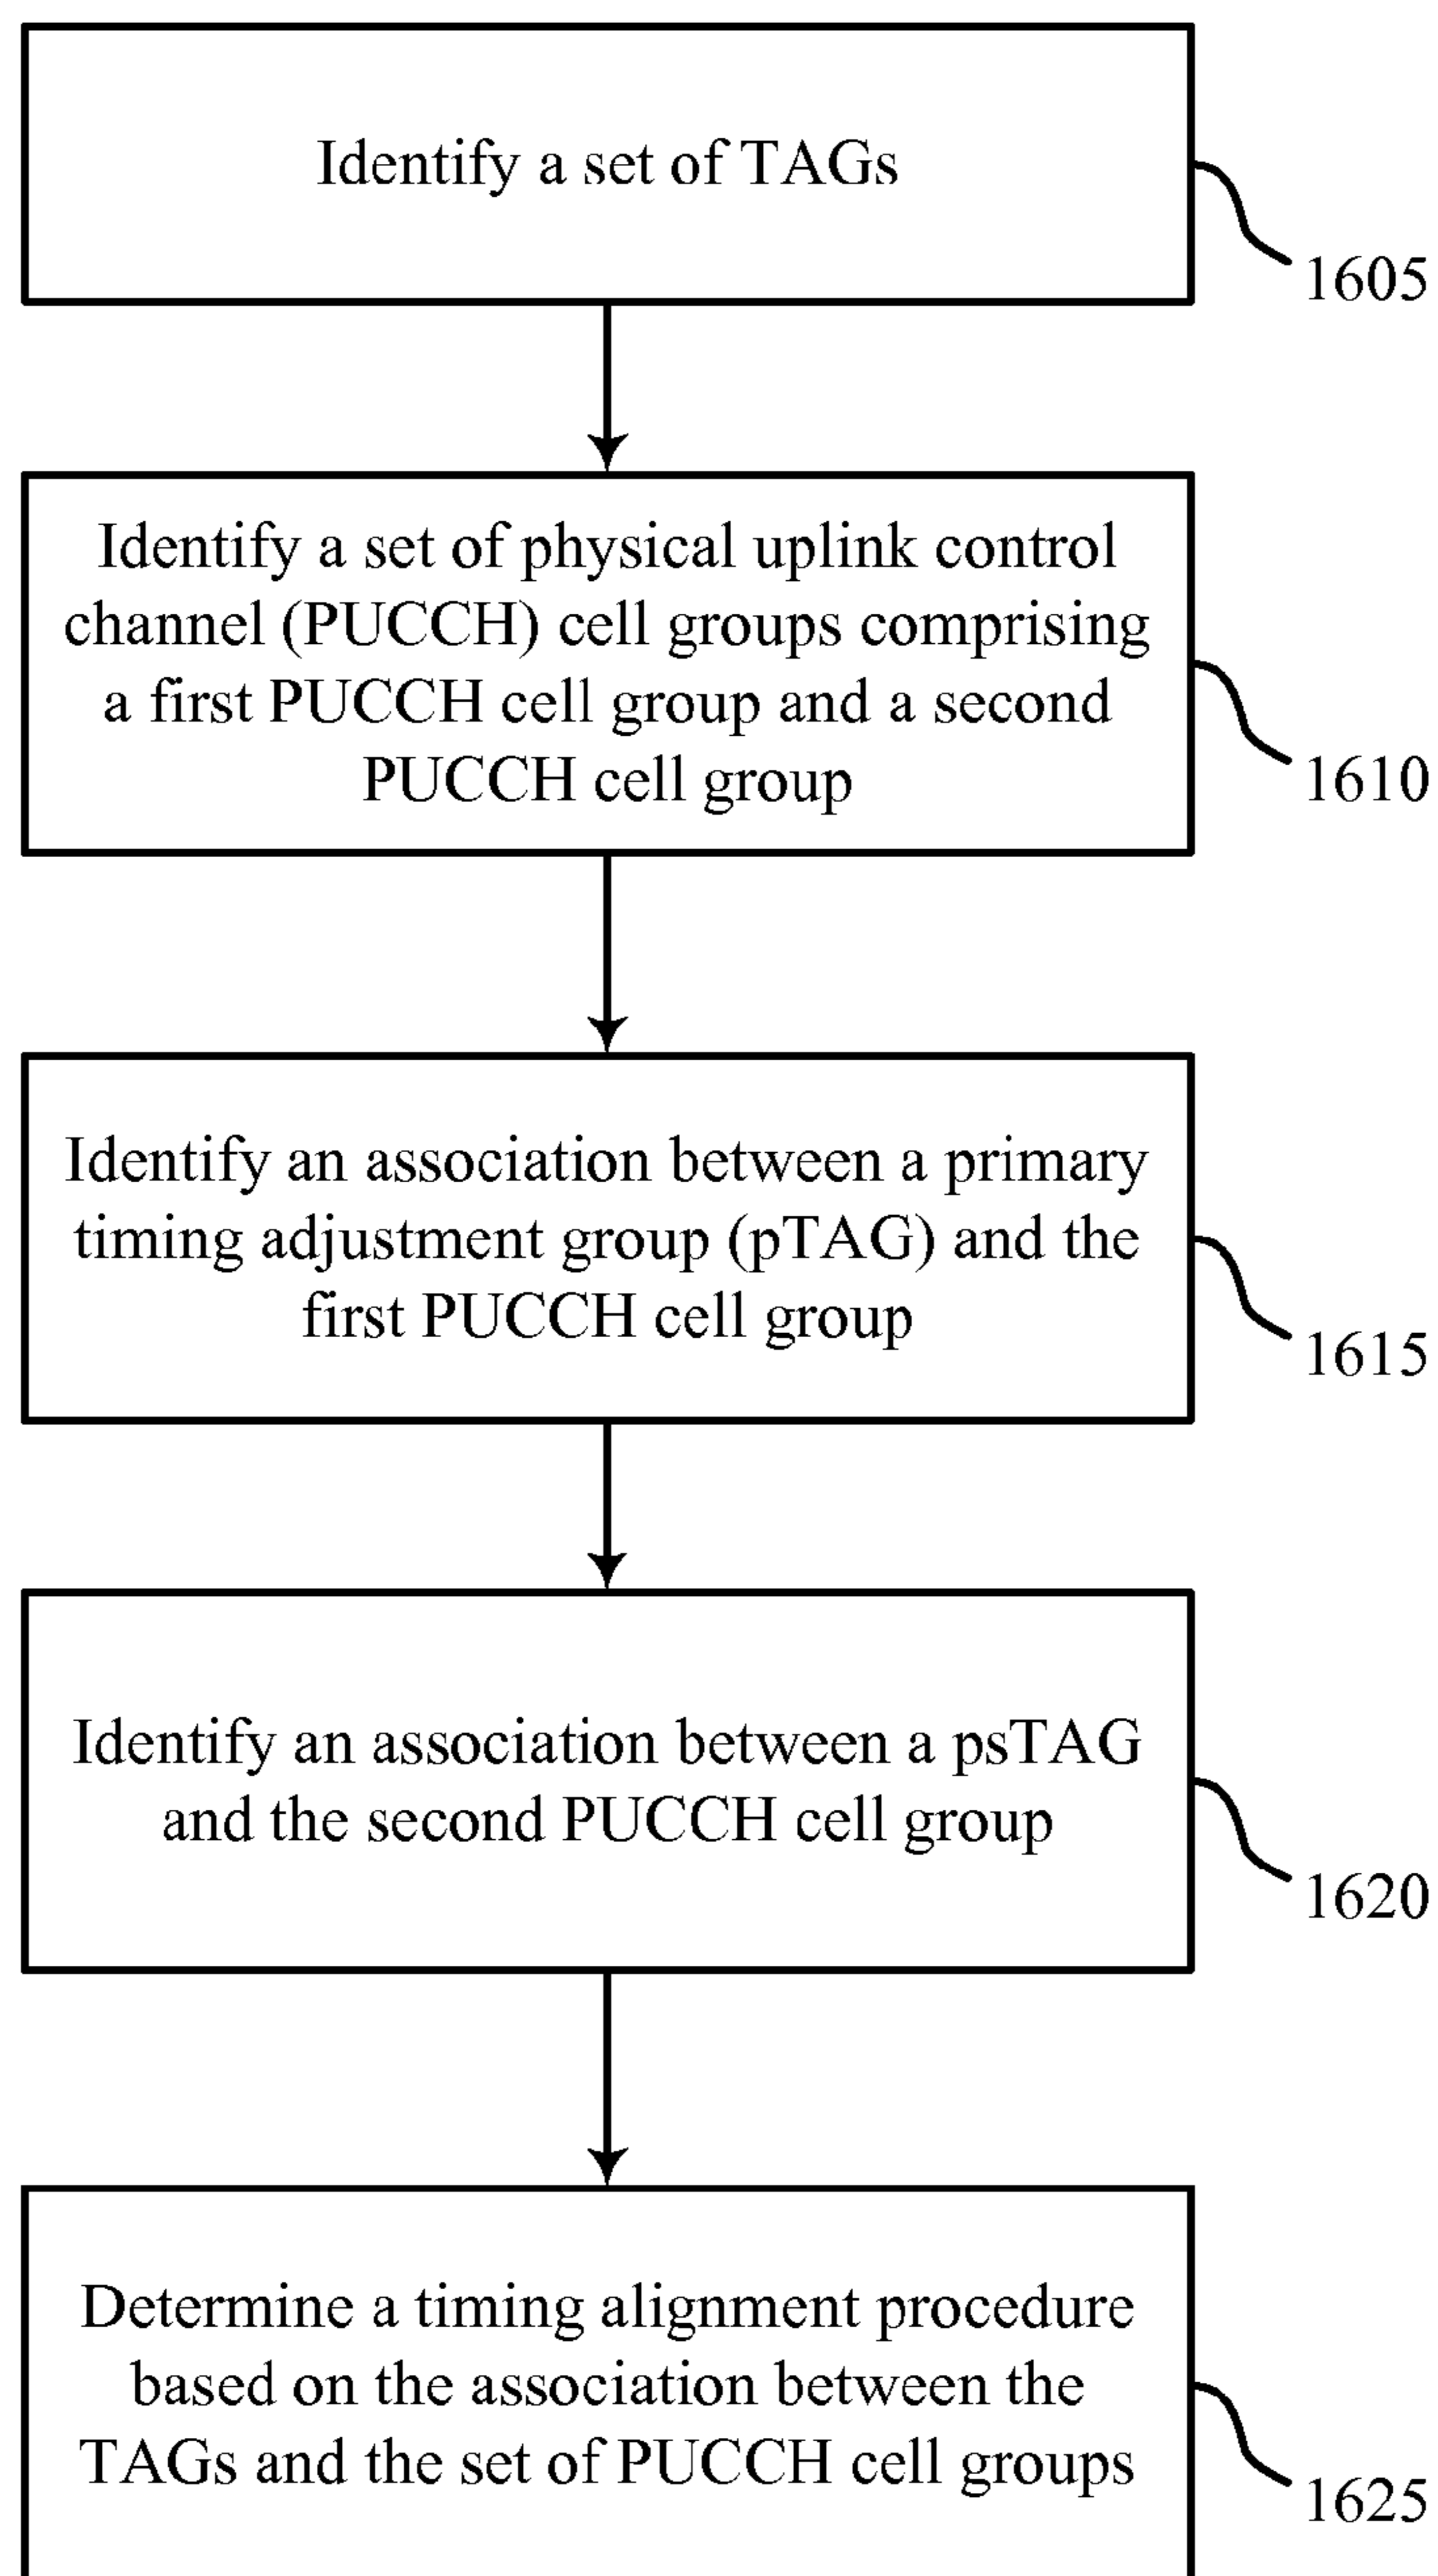 Identify a set of TAGs
1605
Identify a set of physical uplink control
channel (PUCCH) cell groups comprising
a first PUCCH cell group and a second
PUCCH cell group
1610
Identify an association between a primary
timing adjustment group (pTAG) and the
first PUCCH cell group
1615
Identify an association between a psTAG
and the second PUCCH cell group
1620
Determine a timing alignment procedure
based on the association between the
TAGs and the set of PUCCH cell groups
1625